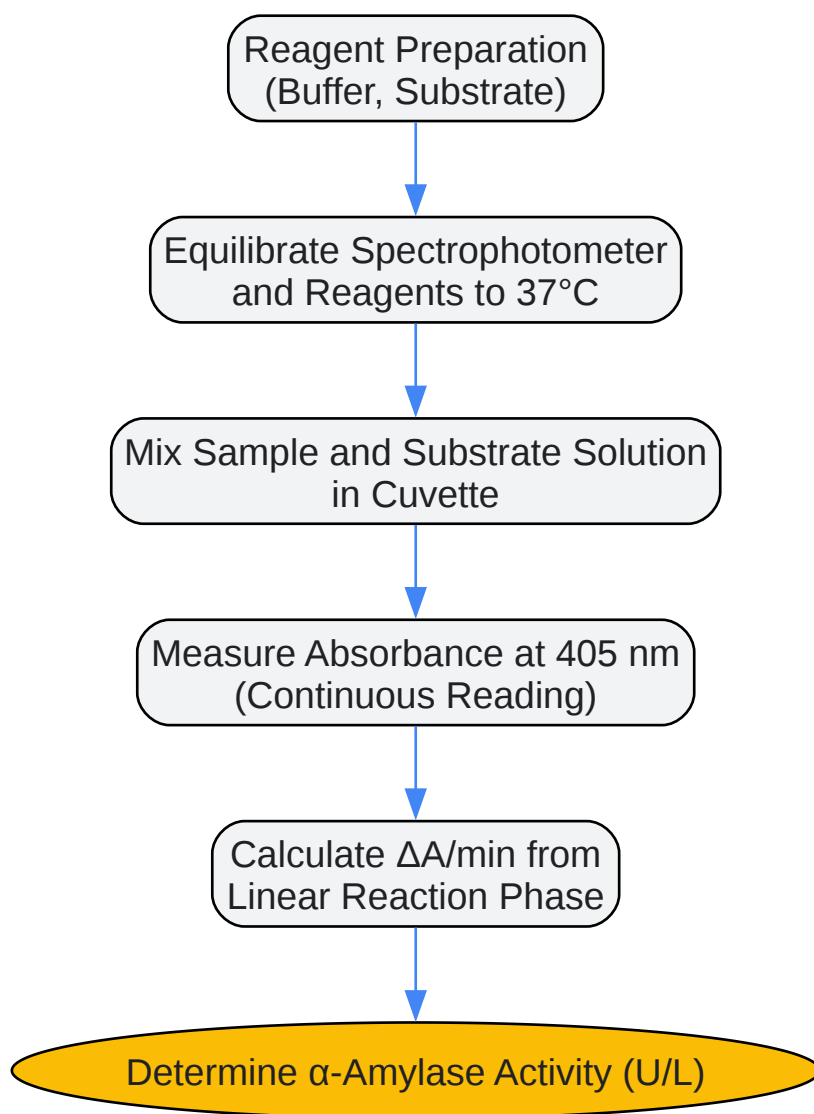 Reagent Preparation
(Buffer, Substrate)
Equilibrate Spectrophotometer
and Reagents to 37°C
Mix Sample and Substrate Solution
in Cuvette
Measure Absorbance at 405 nm
(Continuous Reading)
Calculate ΔA/min from
Linear Reaction Phase
Determine α-Amylase Activity (U/L)